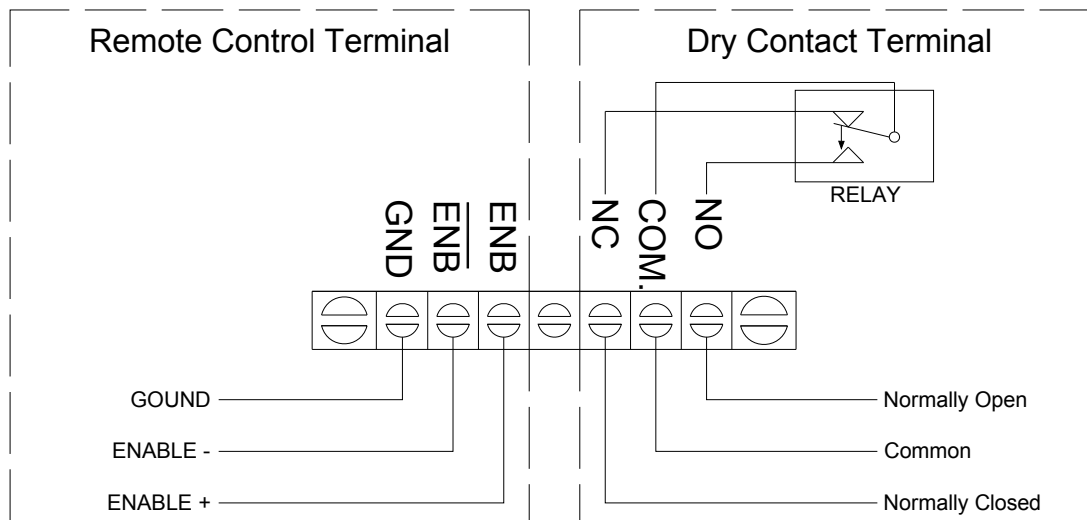 Remote Control Terminal
Dry Contact Terminal
RELAY
GND
ENB
ENB
NC
COM.
NO
GOUND
ENABLE -
ENABLE +
Normally Open
Common
Normally Closed